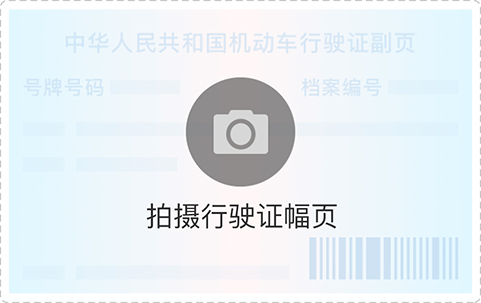 中华人民共和国机动车行驶证副页
号牌号码 档案编号
拍摄行驶证幅页